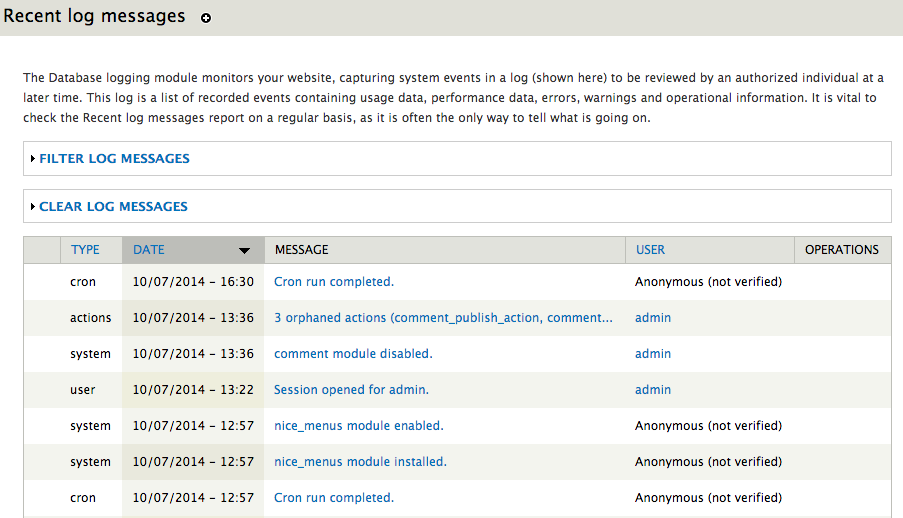 Recent log messages
The Database logging module monitors your website, capturing system events in a log (shown here) to be reviewed by an authorized individual at a
later time. This log is a list of recorded events containing usage data, performance data, errors, warnings and operational information. It is vital to
check the Recent log messages report on a regular basis, as it is often the only way to tell what is going on.
FILTER LOG MESSAGES
CLEAR LOG MESSAGES
TYPE DATE MESSAGE USER OPERATIONS
cron 10/07/2014 - 16:30 Cron run completed. Anonymous (not verified)
actions 10/07/2014 - 13:36 3 orphaned actions (comment_publish_action, comment... admin
system 10/07/2014 - 13:36 comment module disabled. admin
user 10/07/2014 - 13:22 Session opened for admin. admin
system 10/07/2014 - 12:57 nice_menus module enabled. Anonymous (not verified)
system 10/07/2014 - 12:57 nice_menus module installed. Anonymous (not verified)
cron 10/07/2014 - 12:57 Cron run completed. Anonymous (not verified)